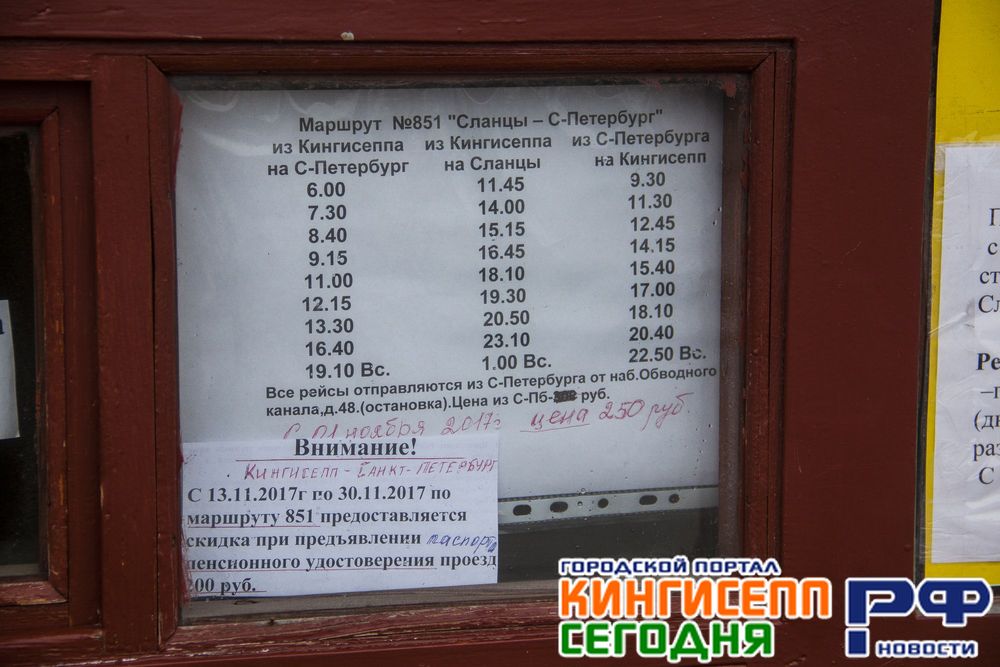 Маршрут №851 "Сланцы – С-Петербург"
из Кингисеппа из Кингисеппа из С-Петербурга
на С-Петербург на Сланцы на Кингисепп
6.00 11.45 9.30
7.30 14.00 11.30
8.40 15.15 12.45
9.15 16.45 14.15
11.00 18.10 15.40
12.15 19.30 17.00
13.30 20.50 18.10
16.40 23.10 20.40
19.10 Вс. 1.00 Вс. 22.50 Вс.
Все рейсы отправляются из С-Петербурга от наб.Обводного
канала,д.48.(остановка).Цена из С-Пб- руб.
С 01 ноября 2017г цена 250 руб.
Внимание!
Кингисепп - Санкт-Петербург
С 13.11.2017г по 30.11.2017 по
маршруту 851 предоставляется
скидка при предъявлении паспорт
пенсионного удостоверения проезд
200 руб.
С
ст
Сл
Ре
(дн
раз
С
ГОРОДСКОЙ ПОРТАЛ
КИНГИСЕПП
СЕГОДНЯ
РФ
НОВОСТИ